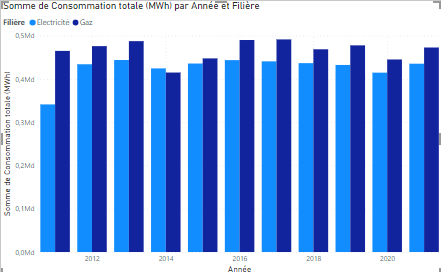 Somme de Consommation totale (MWh) par Année et Filière
Filière Electricité Gaz
Somme de Consommation totale (MWh)
0,5Md
0,4Md
0,3Md
0,2Md
0,1Md
0,0Md
2012 2014 2016 2018 2020
Année